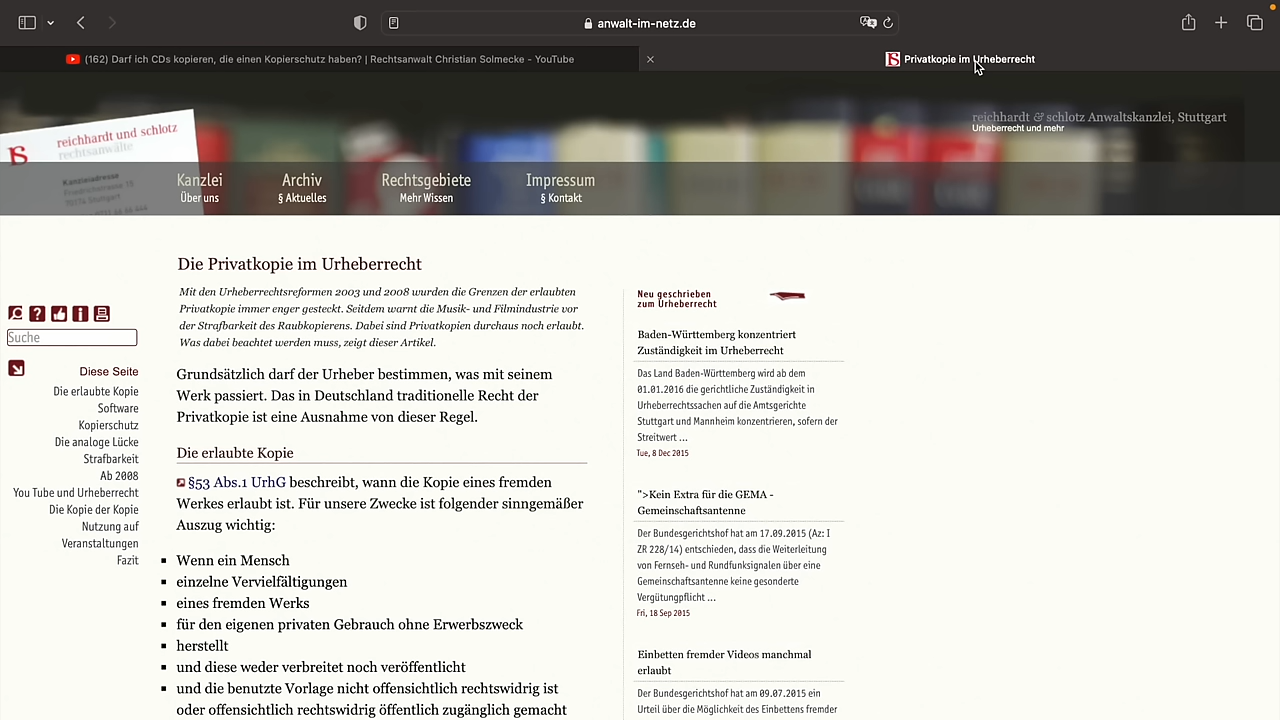 anwalt-im-netz.de
(162) Darf ich CDs kopieren, die einen Kopierschutz haben? | Rechtsanwalt Christian Solmecke - YouTube
Privatkopie im Urheberrecht
reichhardt und schlotz
rechtsanwälte
Kanzleiadresse
reichhardt & schlotz Anwaltskanzlei, Stuttgart
Urheberrecht und mehr
Kanzlei
Über uns
Archiv
§ Aktuelles
Rechtsgebiete
Mehr Wissen
Impressum
§ Kontakt
Suche
Diese Seite
Die erlaubte Kopie
Software
Kopierschutz
Die analoge Lücke
Strafbarkeit
Ab 2008
You Tube und Urheberrecht
Die Kopie der Kopie
Nutzung auf
Veranstaltungen
Fazit
Die Privatkopie im Urheberrecht
Mit den Urheberrechtsreformen 2003 und 2008 wurden die Grenzen der erlaubten
Privatkopie immer enger gesteckt. Seitdem warnt die Musik- und Filmindustrie vor
der Strafbarkeit des Raubkopierens. Dabei sind Privatkopien durchaus noch erlaubt.
Was dabei beachtet werden muss, zeigt dieser Artikel.
Grundsätzlich darf der Urheber bestimmen, was mit seinem
Werk passiert. Das in Deutschland traditionelle Recht der
Privatkopie ist eine Ausnahme von dieser Regel.
Die erlaubte Kopie
§53 Abs.1 UrhG beschreibt, wann die Kopie eines fremden
Werkes erlaubt ist. Für unsere Zwecke ist folgender sinngemäßer
Auszug wichtig:
Wenn ein Mensch
einzelne Vervielfältigungen
eines fremden Werks
für den eigenen privaten Gebrauch ohne Erwerbszweck
herstellt
und diese weder verbreitet noch veröffentlicht
und die benutzte Vorlage nicht offensichtlich rechtswidrig ist
oder offensichtlich rechtswidrig öffentlich zugänglich gemacht
Neu geschrieben
zum Urheberrecht
Baden-Württemberg konzentriert
Zuständigkeit im Urheberrecht
Das Land Baden-Württemberg wird ab dem
01.01.2016 die gerichtliche Zuständigkeit in
Urheberrechtssachen auf die Amtsgerichte
Stuttgart und Mannheim konzentrieren, sofern der
Streitwert ...
Tue, 8 Dec 2015
">Kein Extra für die GEMA -
Gemeinschaftsantenne
Der Bundesgerichtshof hat am 17.09.2015 (Az: I
ZR 228/14) entschieden, dass die Weiterleitung
von Fernseh- und Rundfunksignalen über eine
Gemeinschaftsantenne keine gesonderte
Vergütungspflicht ...
Fri, 18 Sep 2015
Einbetten fremder Videos manchmal
erlaubt
Der Bundesgerichtshof hat am 09.07.2015 ein
Urteil über die Möglichkeit des Einbettens fremder